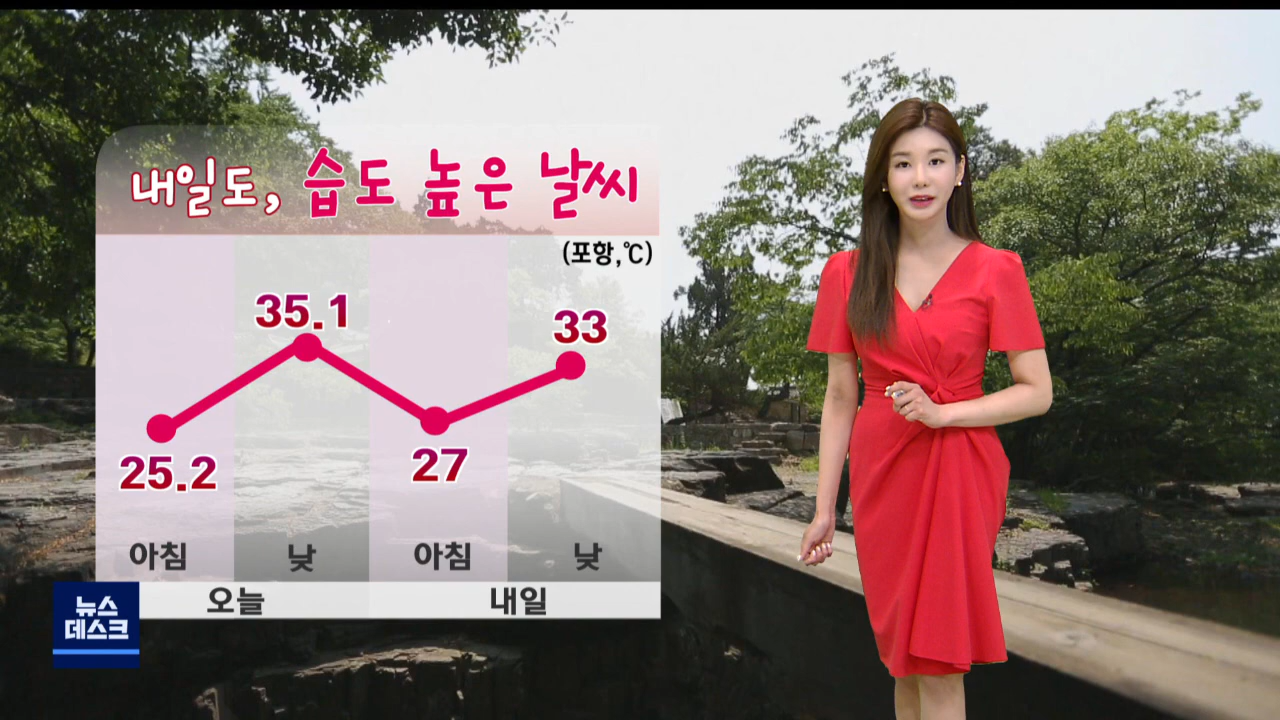 내일도, 습도 높은 날씨
(포항,℃)
35.1
33
25.2
27
아침 낮 아침 낮
오늘 내일
뉴스
데스크